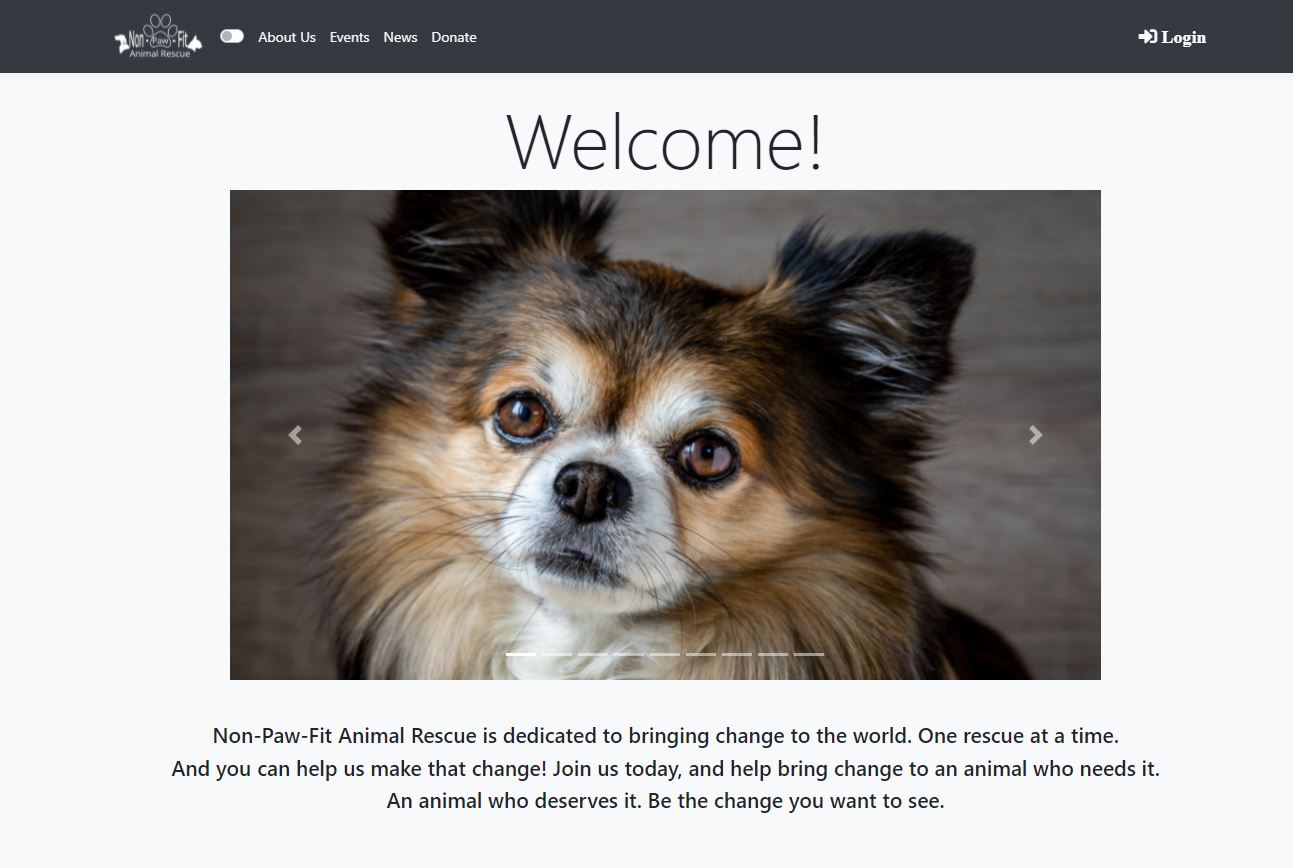 Non-Paw-Fit
Animal Rescue
About Us Events News Donate
Login
Welcome!
Non-Paw-Fit Animal Rescue is dedicated to bringing change to the world. One rescue at a time.
And you can help us make that change! Join us today, and help bring change to an animal who needs it.
An animal who deserves it. Be the change you want to see.